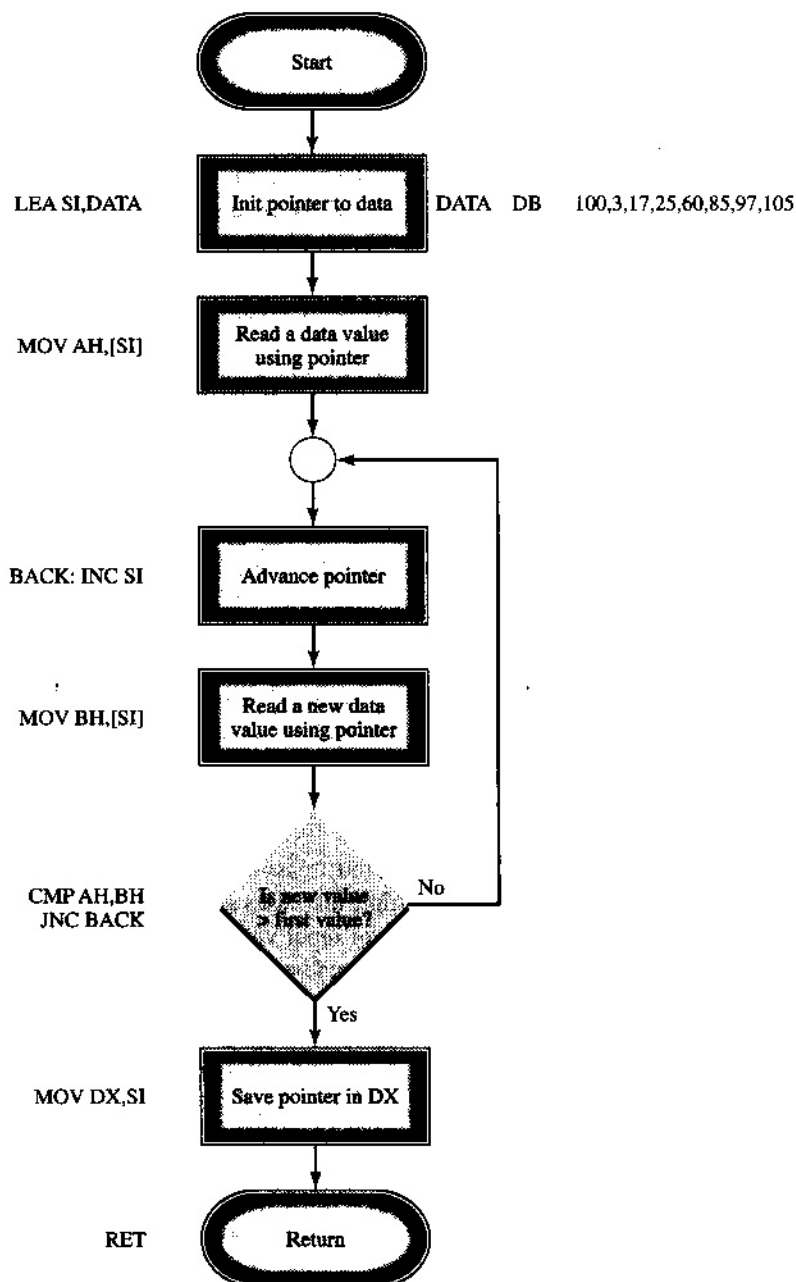 Start
LEA SI,DATA
Init pointer to data
DATA DB 100,3,17,25,60,85,97,105
MOV AH,[SI]
Read a data value
using pointer
BACK: INC SI
Advance pointer
MOV BH,[SI]
Read a new data
value using pointer
CMP AH,BH
JNC BACK
Is new value
> first value?
No
Yes
MOV DX,SI
Save pointer in DX
RET
Return